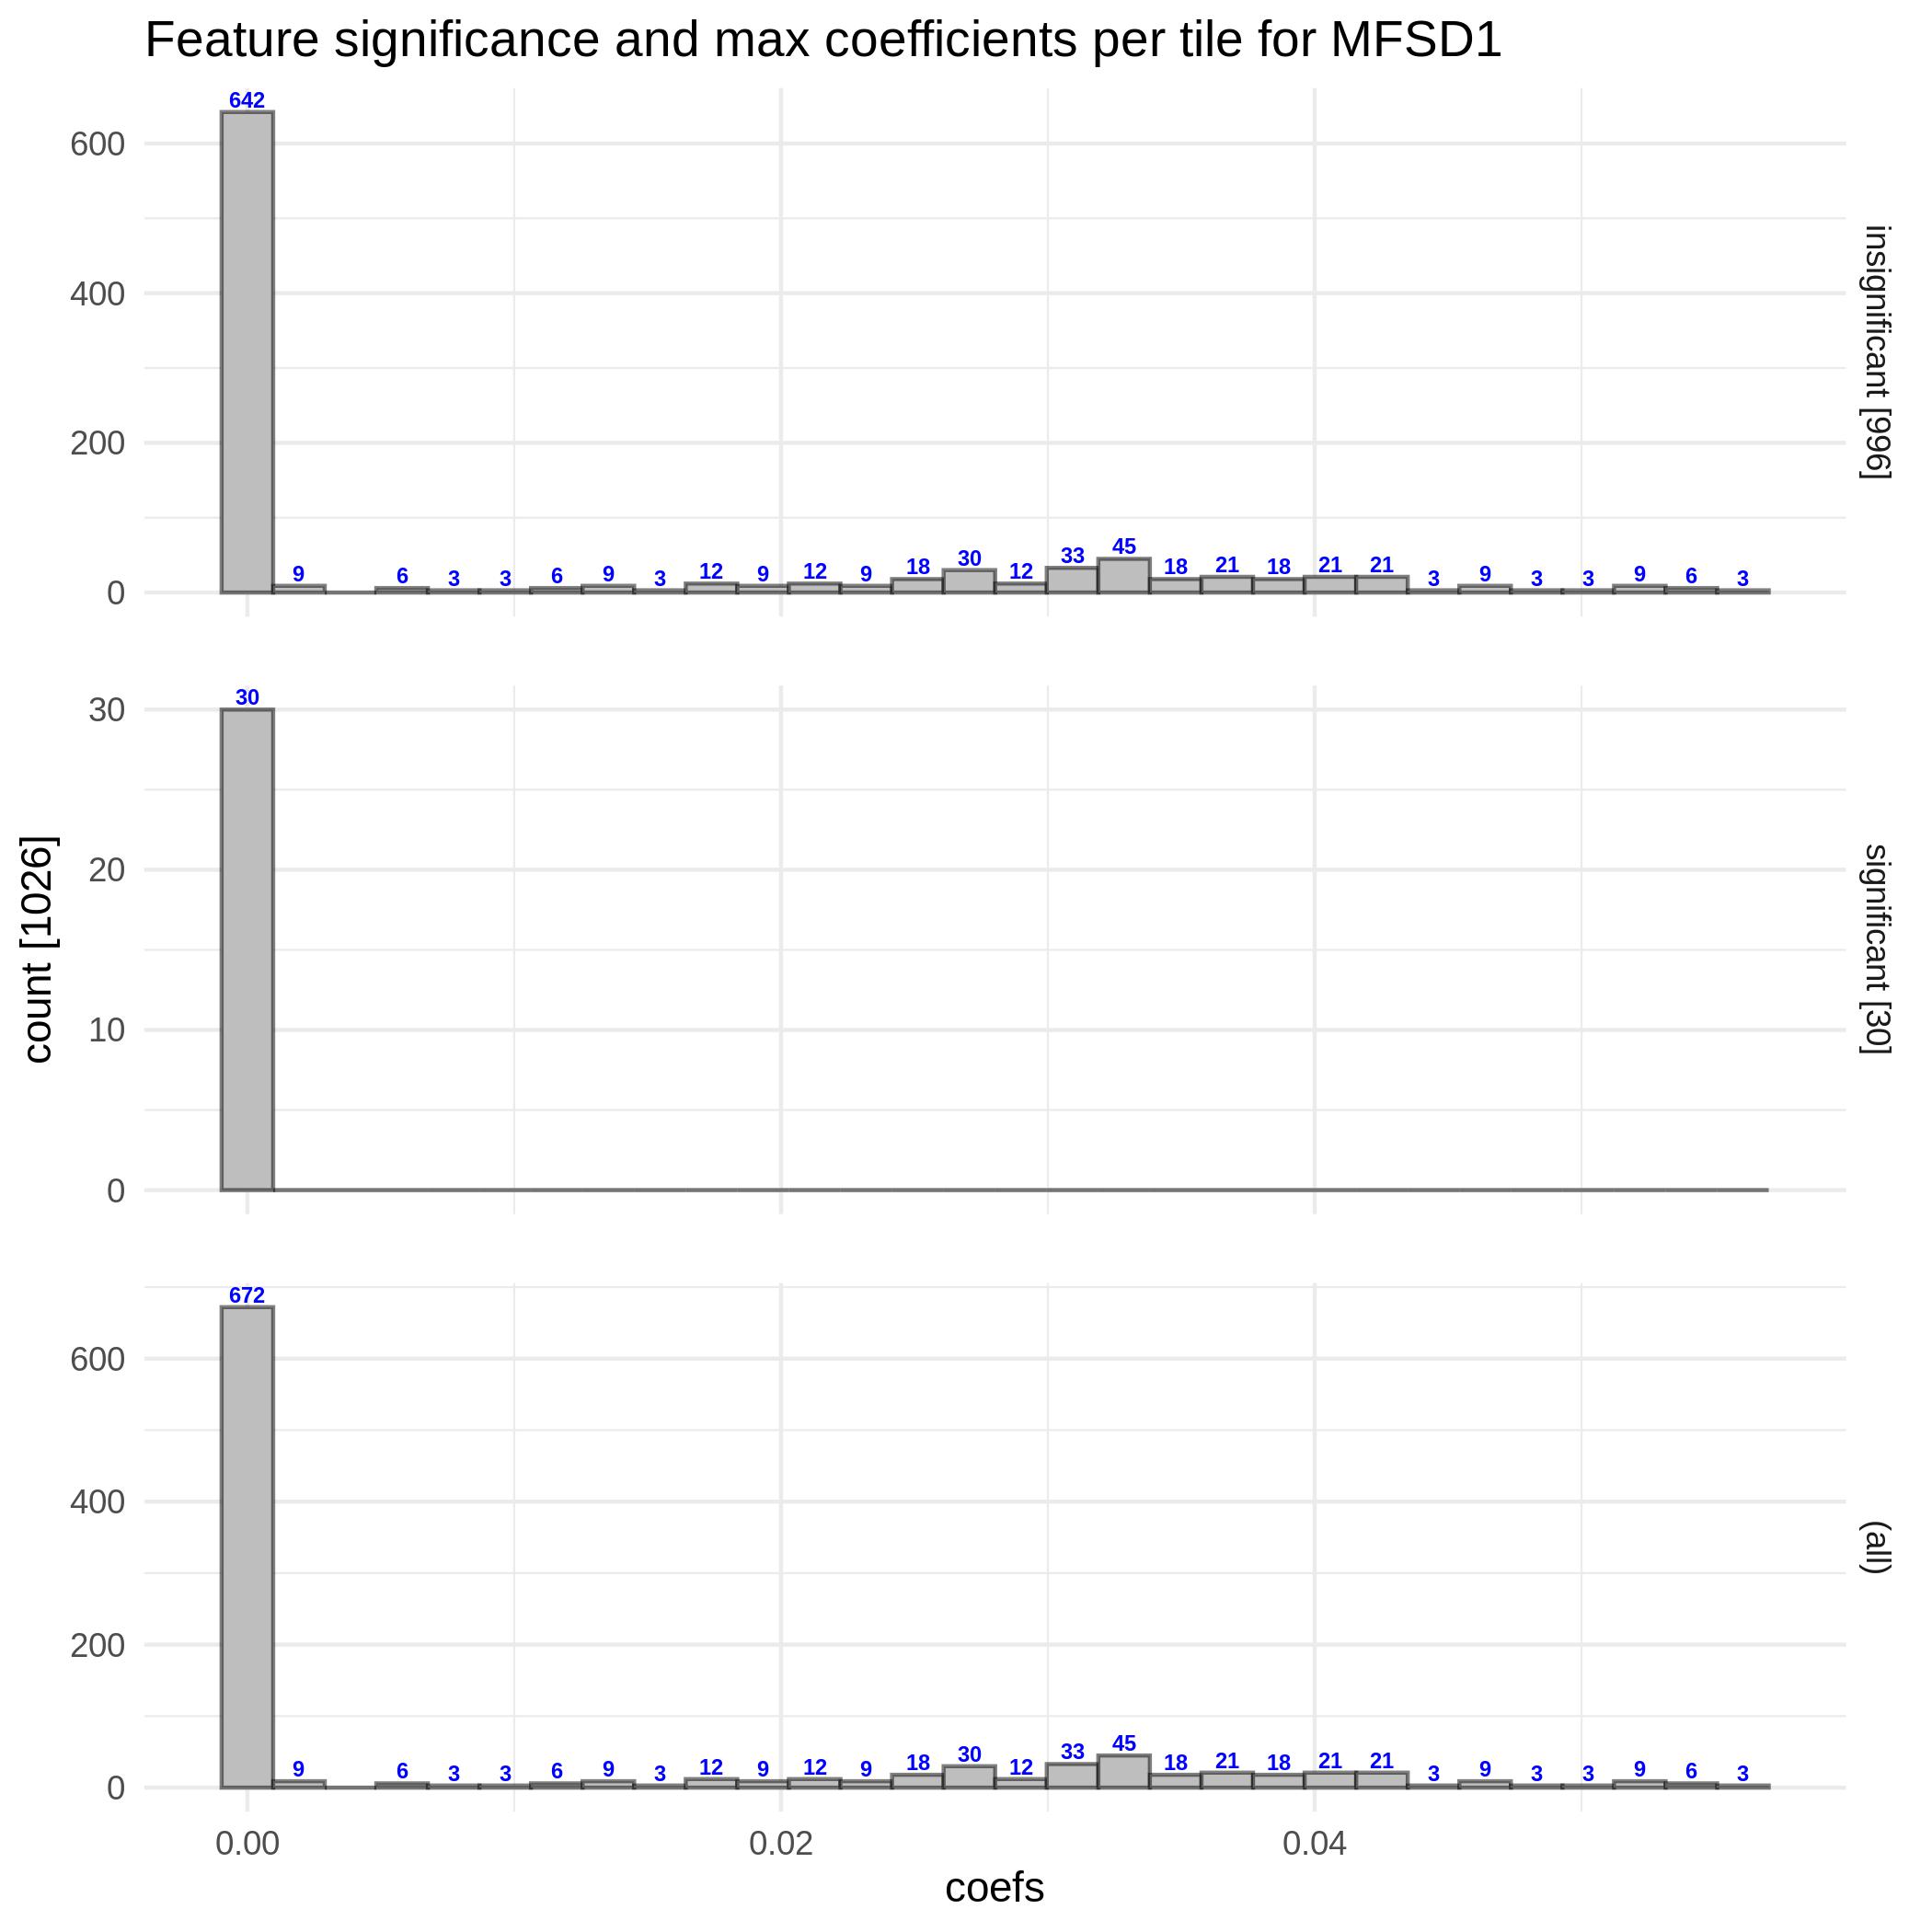 Feature significance and max coefficients per tile for MFSD1
642
600
400
200
0
9 6 3 3 6 9 3 12 9 12 9 18 30 12 33 45 18 21 18 21 21 3 9 3 3 9 6 3
insignificant [996]
30
30
20
10
0
significant [30]
count [1026]
672
600
400
200
0
9 6 3 3 6 9 3 12 9 12 9 18 30 12 33 45 18 21 18 21 21 3 9 3 3 9 6 3
(all)
0.00 0.02 0.04
coefs